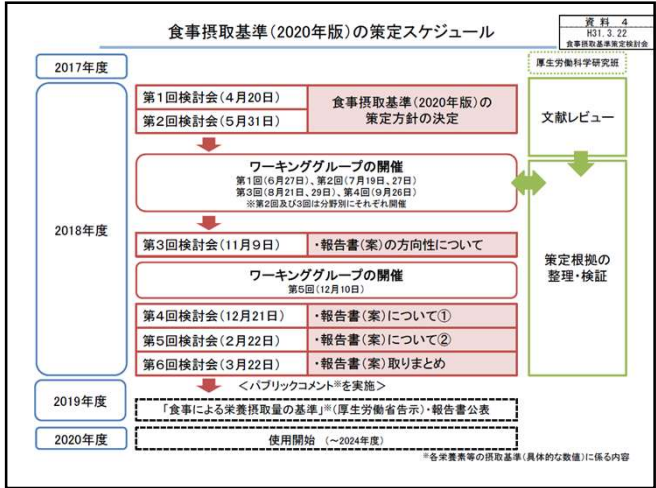 食事摂取基準(2020年版)の策定スケジュール
資料 4
H31.3.22
食事摂取基準策定検討会
2017年度
厚生労働科学研究班
2018年度
第1回検討会(4月20日)
第2回検討会(5月31日)
食事摂取基準(2020年版)の
策定方針の決定
文献レビュー
ワーキンググループの開催
第1回(6月27日)、第2回(7月19日、27日)
第3回(8月21日、29日)、第4回(9月26日)
※第2回及び3回は分野別にそれぞれ開催
第3回検討会(11月9日)
・報告書(案)の方向性について
策定根拠の
整理・検証
ワーキンググループの開催
第5回(12月10日)
第4回検討会(12月21日)
・報告書(案)について①
第5回検討会(2月22日)
・報告書(案)について②
第6回検討会(3月22日)
・報告書(案)取りまとめ
<パブリックコメント※を実施>
2019年度
「食事による栄養摂取量の基準」※(厚生労働省告示)・報告書公表
2020年度
使用開始 (~2024年度)
※各栄養素等の摂取基準(具体的な数値)に係る内容